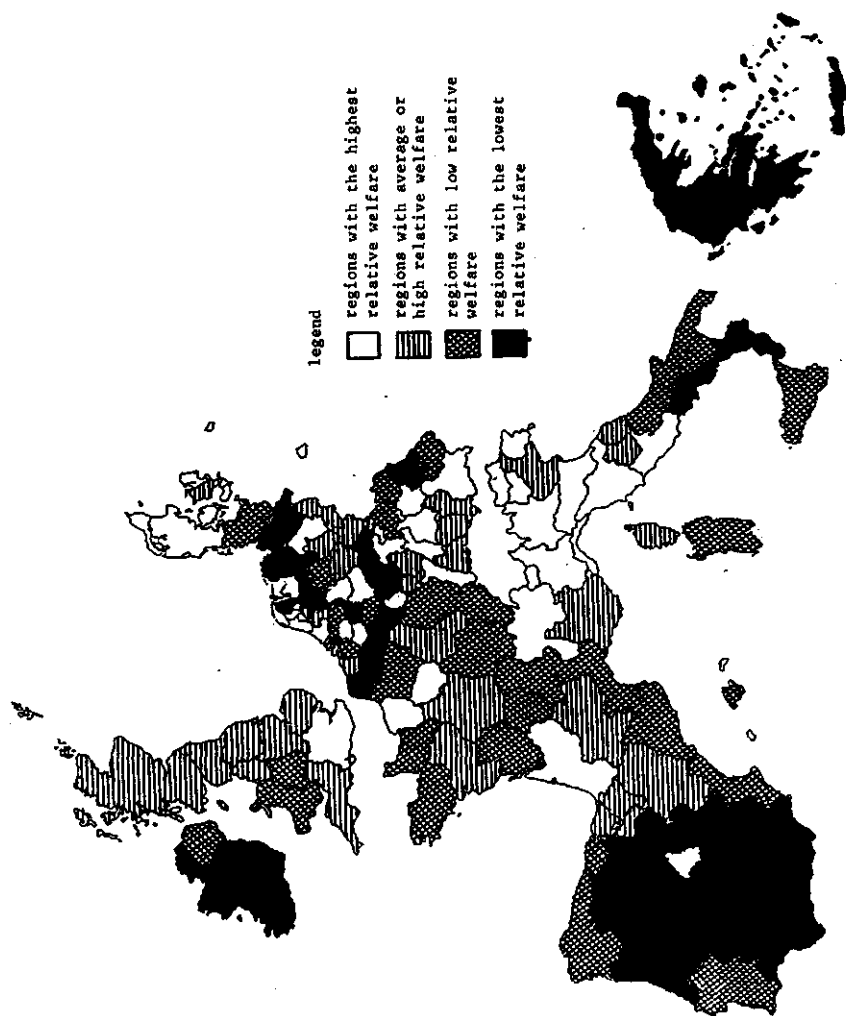 legend
regions with the highest
relative welfare
regions with average or
high relative welfare
regions with low relative
welfare
regions with the lowest
relative welfare